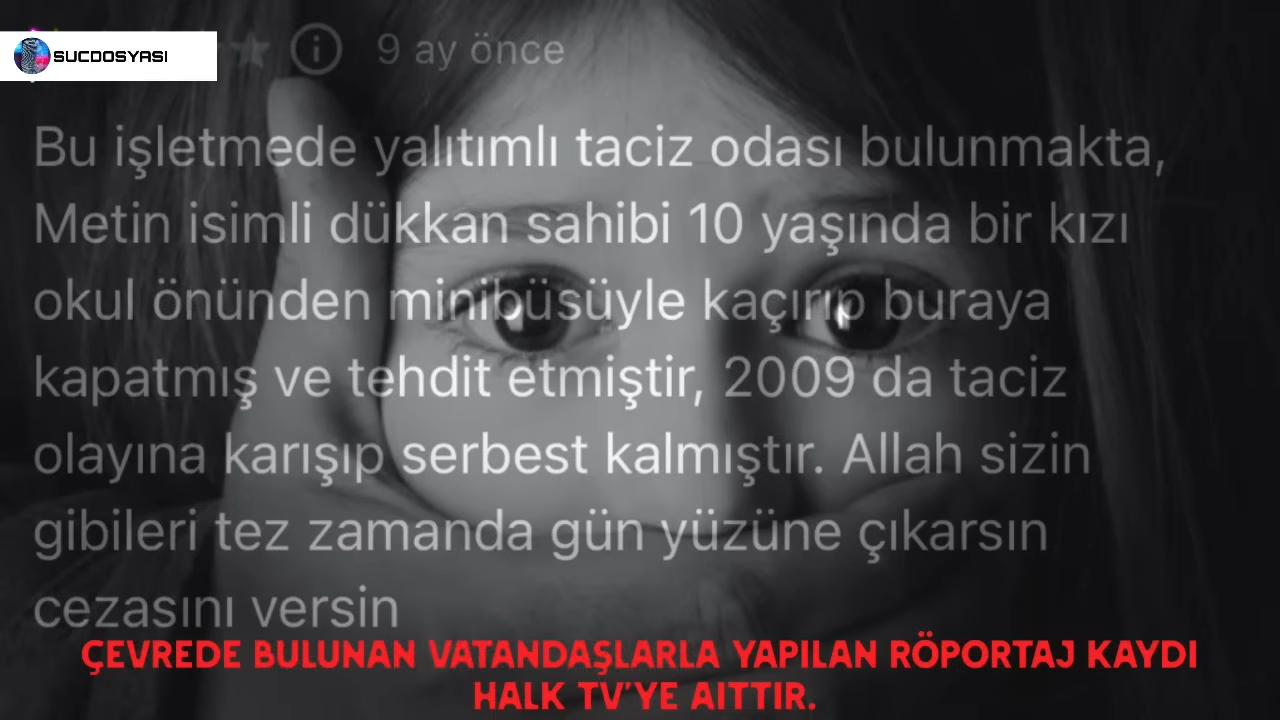 SUCDOSYASI
9 ay önce
Bu işletmede yalıtımlı taciz odası bulunmakta,
Metin isimli dükkan sahibi 10 yaşında bir kızı
okul önünden minibüsüyle kaçırıp buraya
kapatmış ve tehdit etmiştir, 2009 da taciz
olayına karışıp serbest kalmıştır. Allah sizin
gibileri tez zamanda gün yüzüne çıkarsın
cezasını versin
ÇEVREDE BULUNAN VATANDAŞLARLA YAPILAN RÖPORTAJ KAYDI
HALK TV'YE AITTIR.